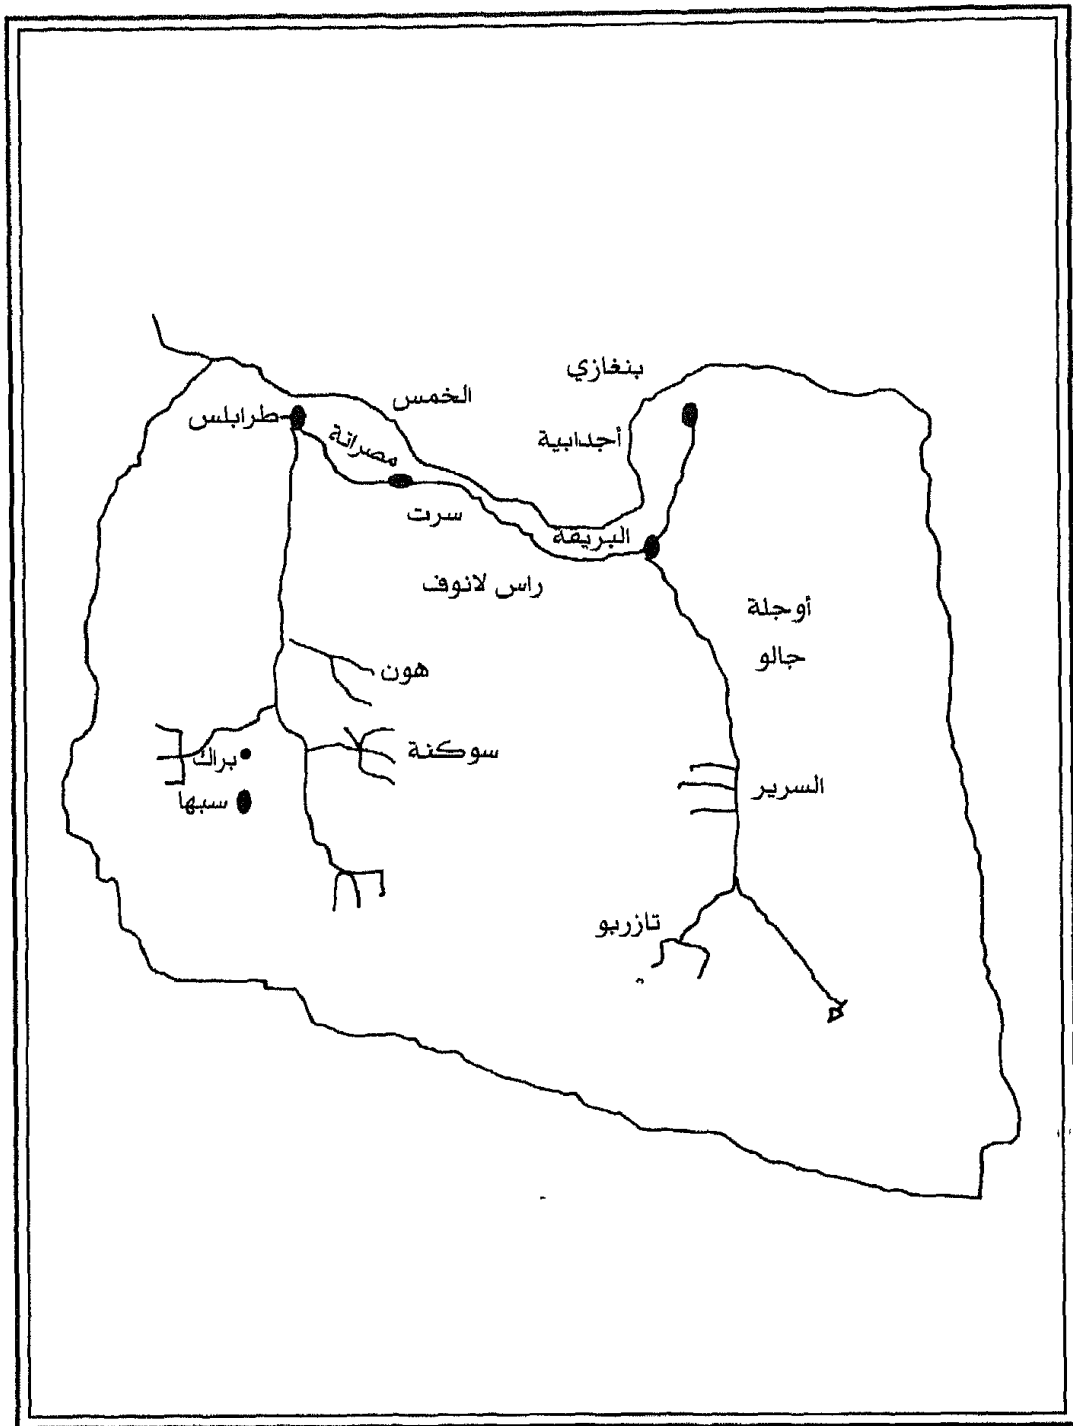 بنغازي
الخمس
طرابلس
مصراتة
أجدابية
سرت
البريقة
راس لانوف
أوجلة
جالو
هون
سوكنة
براك
السرير
سبها
تازربو